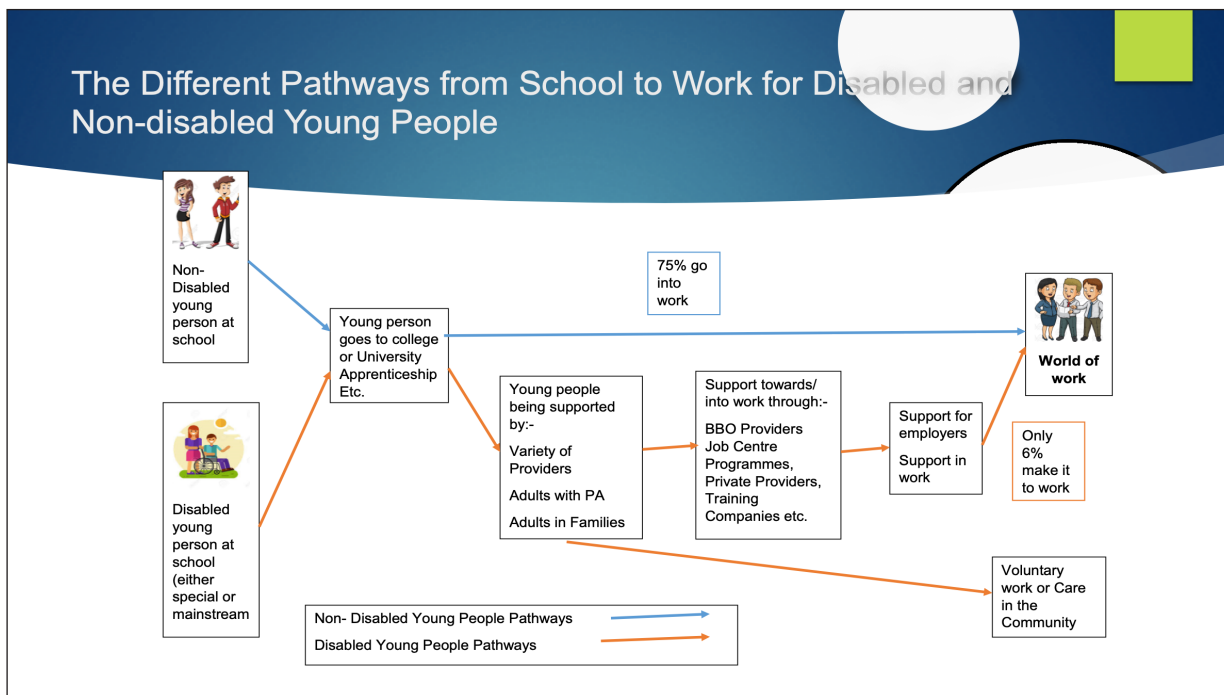 The Different Pathways from School to Work for Disabled and
Non-disabled Young People
Non-
Disabled
young
person at
school
75% go
into
work
World of
work
Young person
goes to college
or University
Apprenticeship
Etc.
Young people
being supported
by:-
Variety of
Providers
Adults with PA
Adults in Families
Support towards/
into work through:-
BBO Providers
Job Centre
Programmes,
Private Providers,
Training
Companies etc.
Support for
employers
Support in
work
Only
6%
make it
to work
Disabled
young
person at
school
(either
special or
mainstream
Voluntary
work or Care
in the
Community
Non- Disabled Young People Pathways
Disabled Young People Pathways